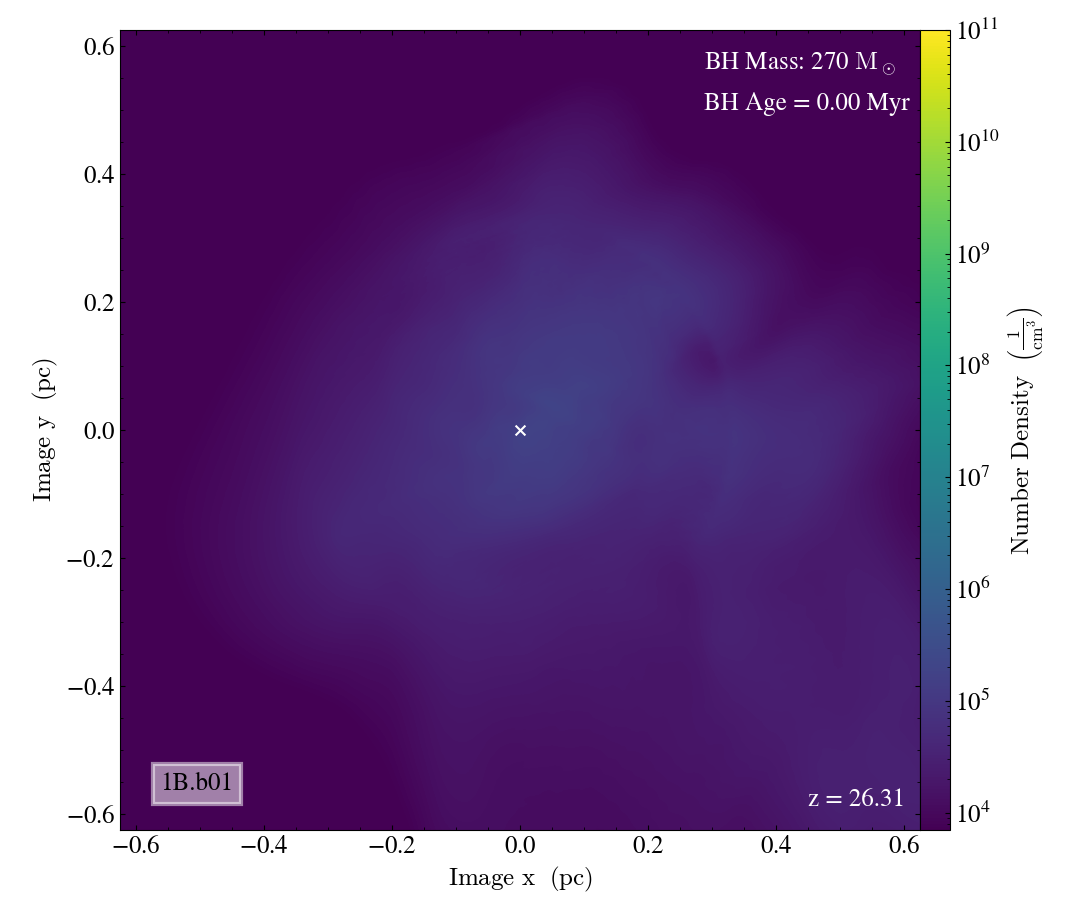 BH Mass: 270 M☉
BH Age = 0.00 Myr
1B.b01
z = 26.31
0.6
0.4
0.2
0.0
−0.2
−0.4
−0.6
−0.6 −0.4 −0.2 0.0 0.2 0.4 0.6
Image x (pc)
Image y (pc)
10¹¹
10¹⁰
10⁹
10⁸
10⁷
10⁶
10⁵
10⁴
Number Density (1/cm³)